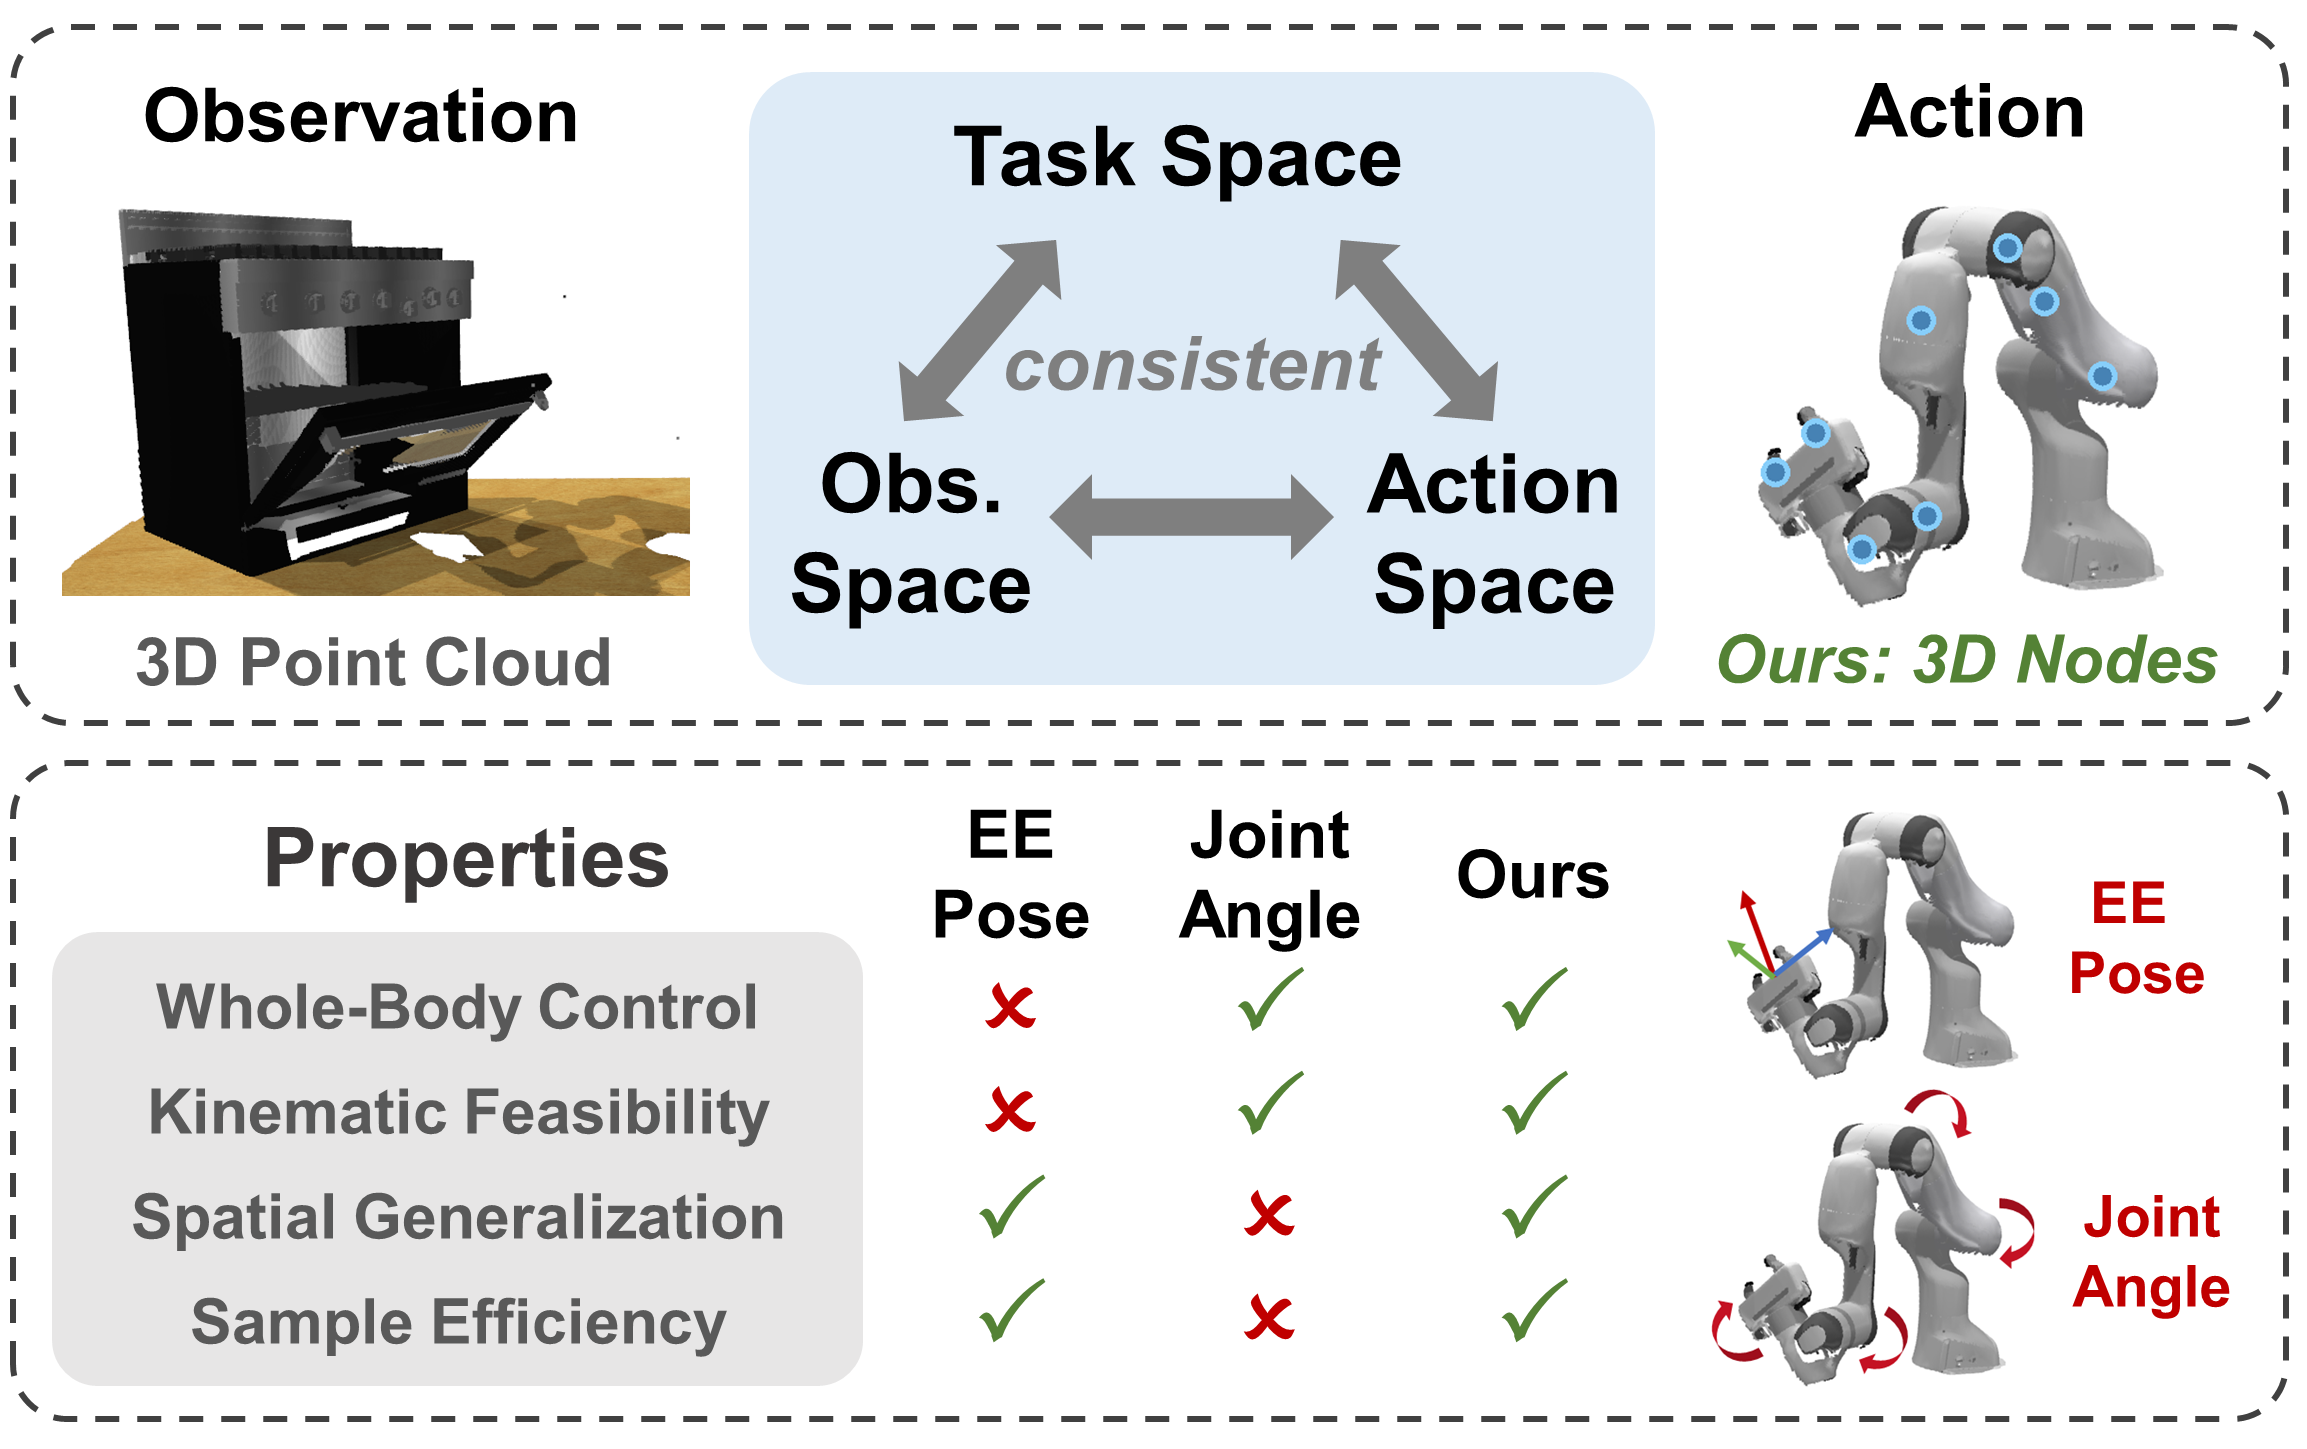 Observation
Task Space
Action
consistent
Obs.
Space
Action
Space
3D Point Cloud
Ours: 3D Nodes
Properties
EE
Pose
Joint
Angle
Ours
Whole-Body Control
Kinematic Feasibility
Spatial Generalization
Sample Efficiency
EE
Pose
Joint
Angle